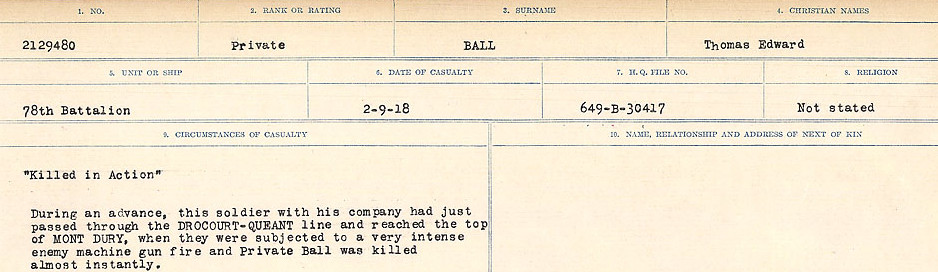 1. NO. 2. RANK OR RATING 3. SURNAME 4. CHRISTIAN NAMES
2129480 Private BALL Thomas Edward
5. UNIT OR SHIP 6. DATE OF CASUALTY 7. H.Q. FILE NO. 8. RELIGION
78th Battalion 2-9-18 649-B-30417 Not stated
9. CIRCUMSTANCES OF CASUALTY 10. NAME, RELATIONSHIP AND ADDRESS OF NEXT OF KIN
"Killed in Action"
During an advance, this soldier with his company had just
passed through the DROCOURT-QUEANT line and reached the top
of MONT DURY, when they were subjected to a very intense
enemy machine gun fire and Private Ball was killed
almost instantly.